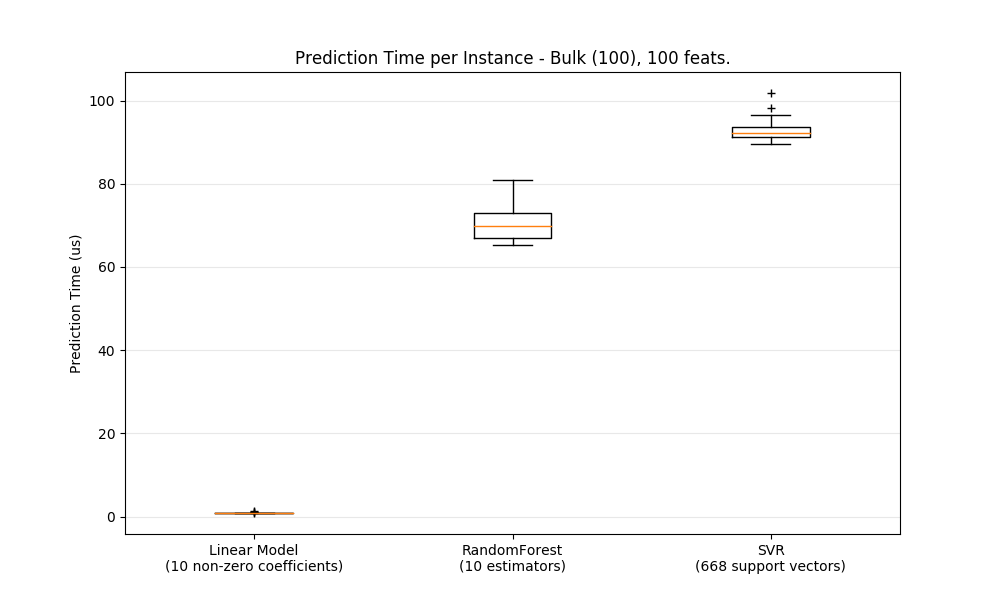 Prediction Time per Instance - Bulk (100), 100 feats.
Prediction Time (us)
100
80
60
40
20
0
Linear Model
(10 non-zero coefficients)
RandomForest
(10 estimators)
SVR
(668 support vectors)